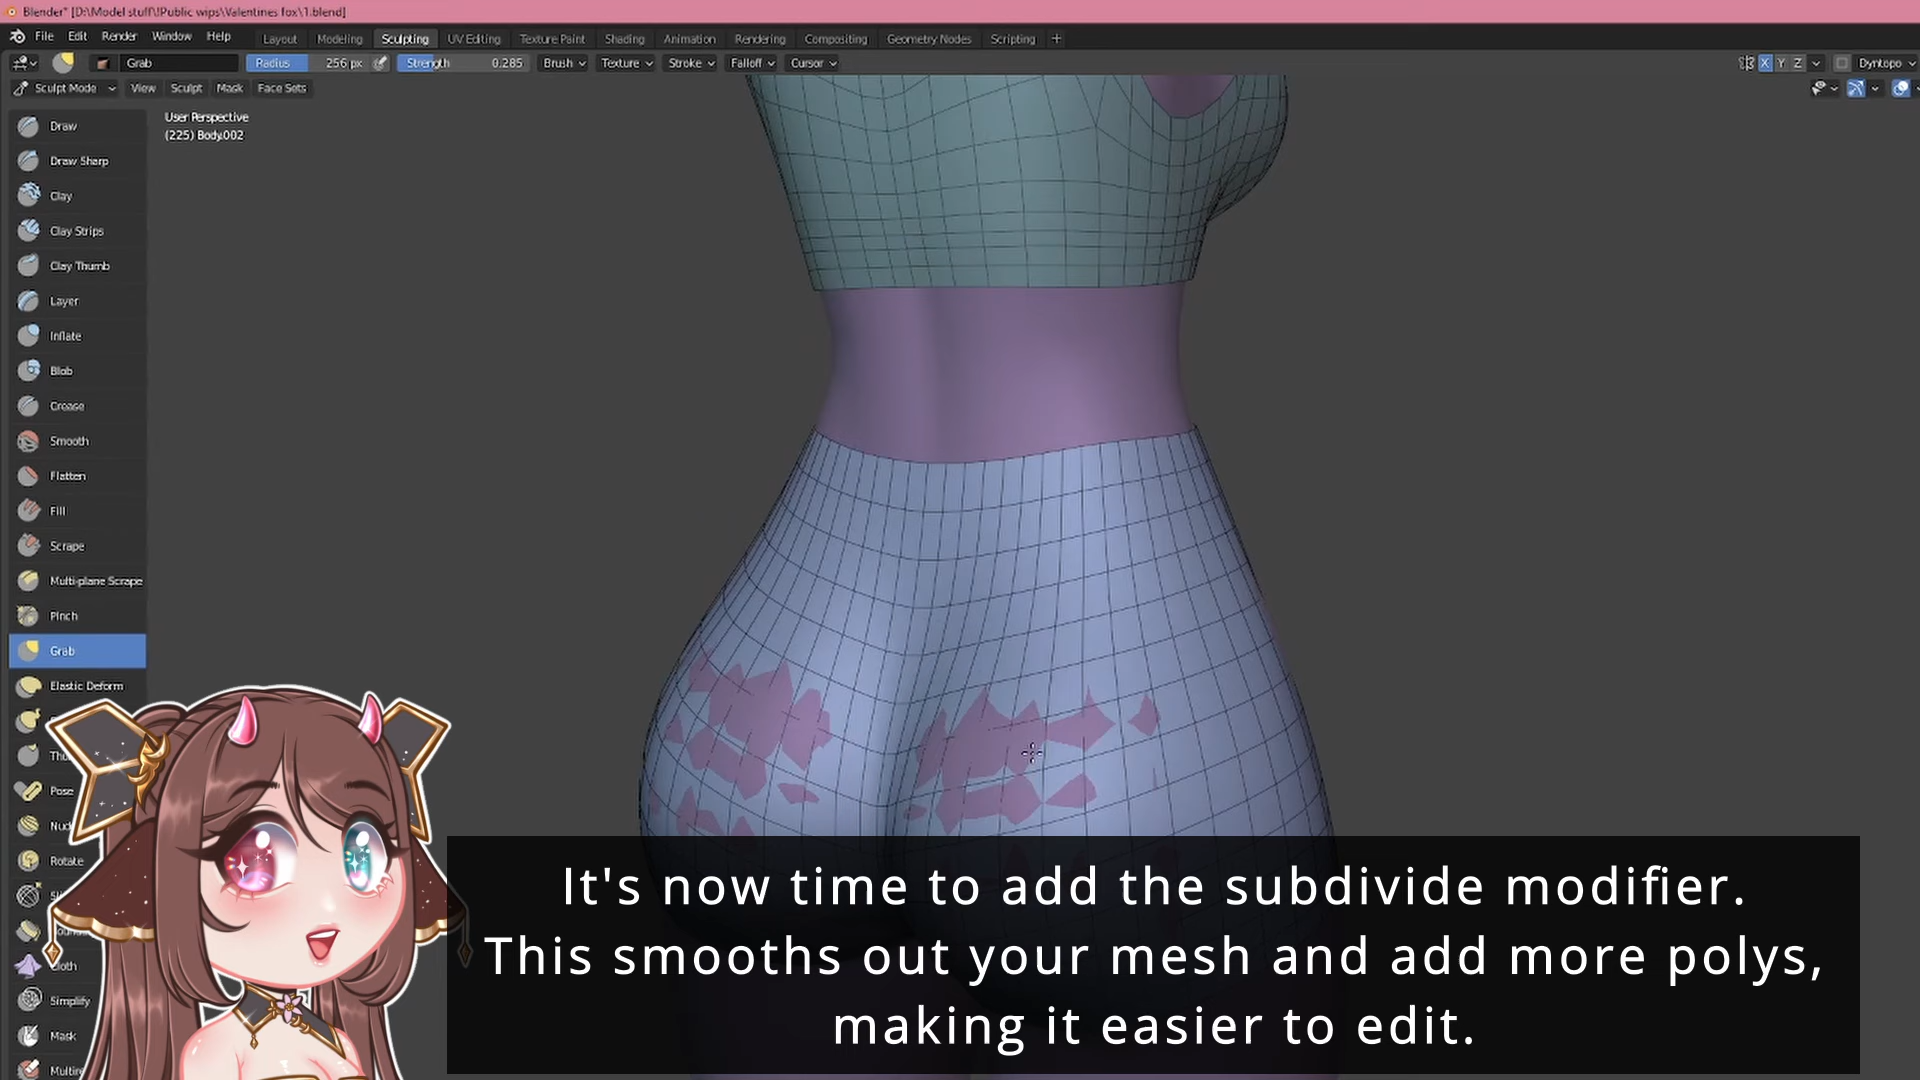 Blender* [D:\Model stuff\!Public wips\Valentines fox\1.blend]
File Edit Render Window Help Layout Modeling Sculpting UV Editing Texture Paint Shading Animation Rendering Compositing Geometry Nodes Scripting +
Grab Radius 256 px Strength 0.285 Brush Texture Stroke Falloff Cursor X Y Z Dyntopo
Sculpt Mode View Sculpt Mask Face Sets
User Perspective
(225) Body.002
Draw
Draw Sharp
Clay
Clay Strips
Clay Thumb
Layer
Inflate
Blob
Crease
Smooth
Flatten
Fill
Scrape
Multi-plane Scrape
Pinch
Grab
Elastic Deform
Pose
Rotate
Simplify
Mask
It's now time to add the subdivide modifier.
This smooths out your mesh and add more polys,
making it easier to edit.